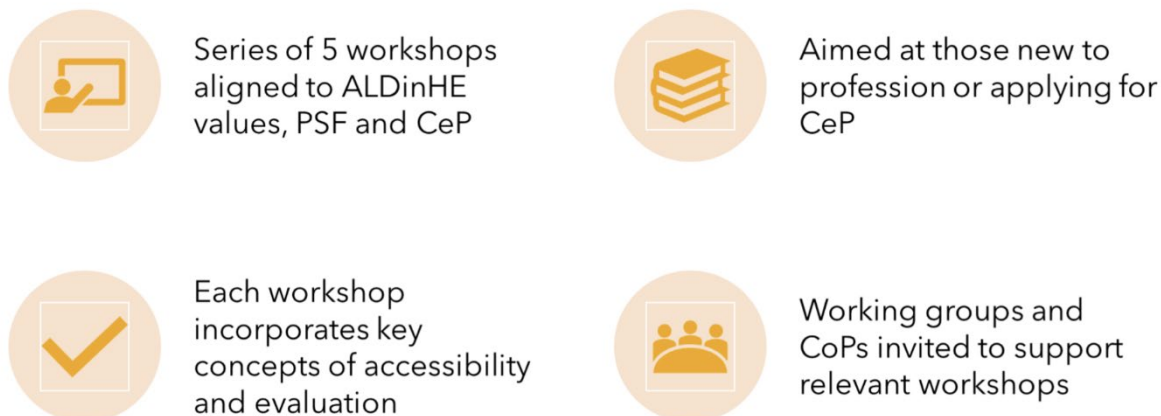 Series of 5 workshops
aligned to ALDinHE
values, PSF and CeP
Aimed at those new to
profession or applying for
CeP
Each workshop
incorporates key
concepts of accessibility
and evaluation
Working groups and
CoPs invited to support
relevant workshops